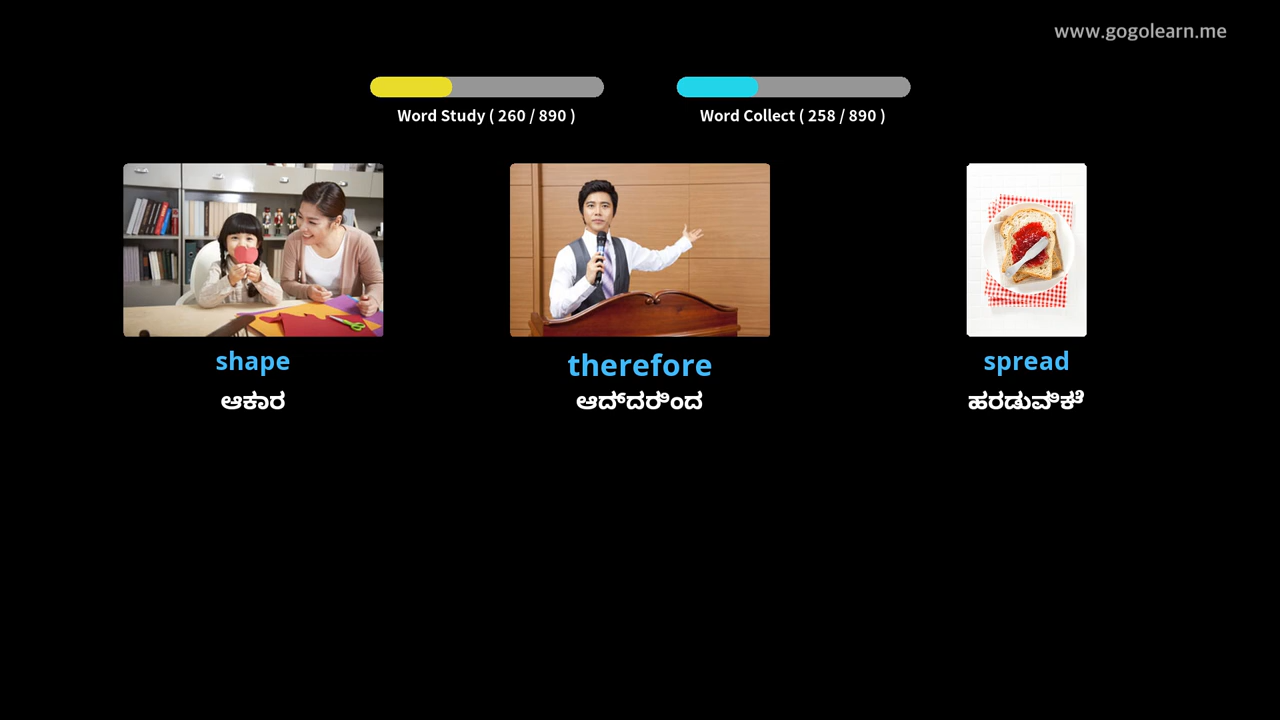 www.gogolearn.me
Word Study ( 260 / 890 )
Word Collect ( 258 / 890 )
shape
therefore
spread
ಆಕಾರ
ಆದ್ದರಿಂದ
ಹರಡುವಿಕೆ